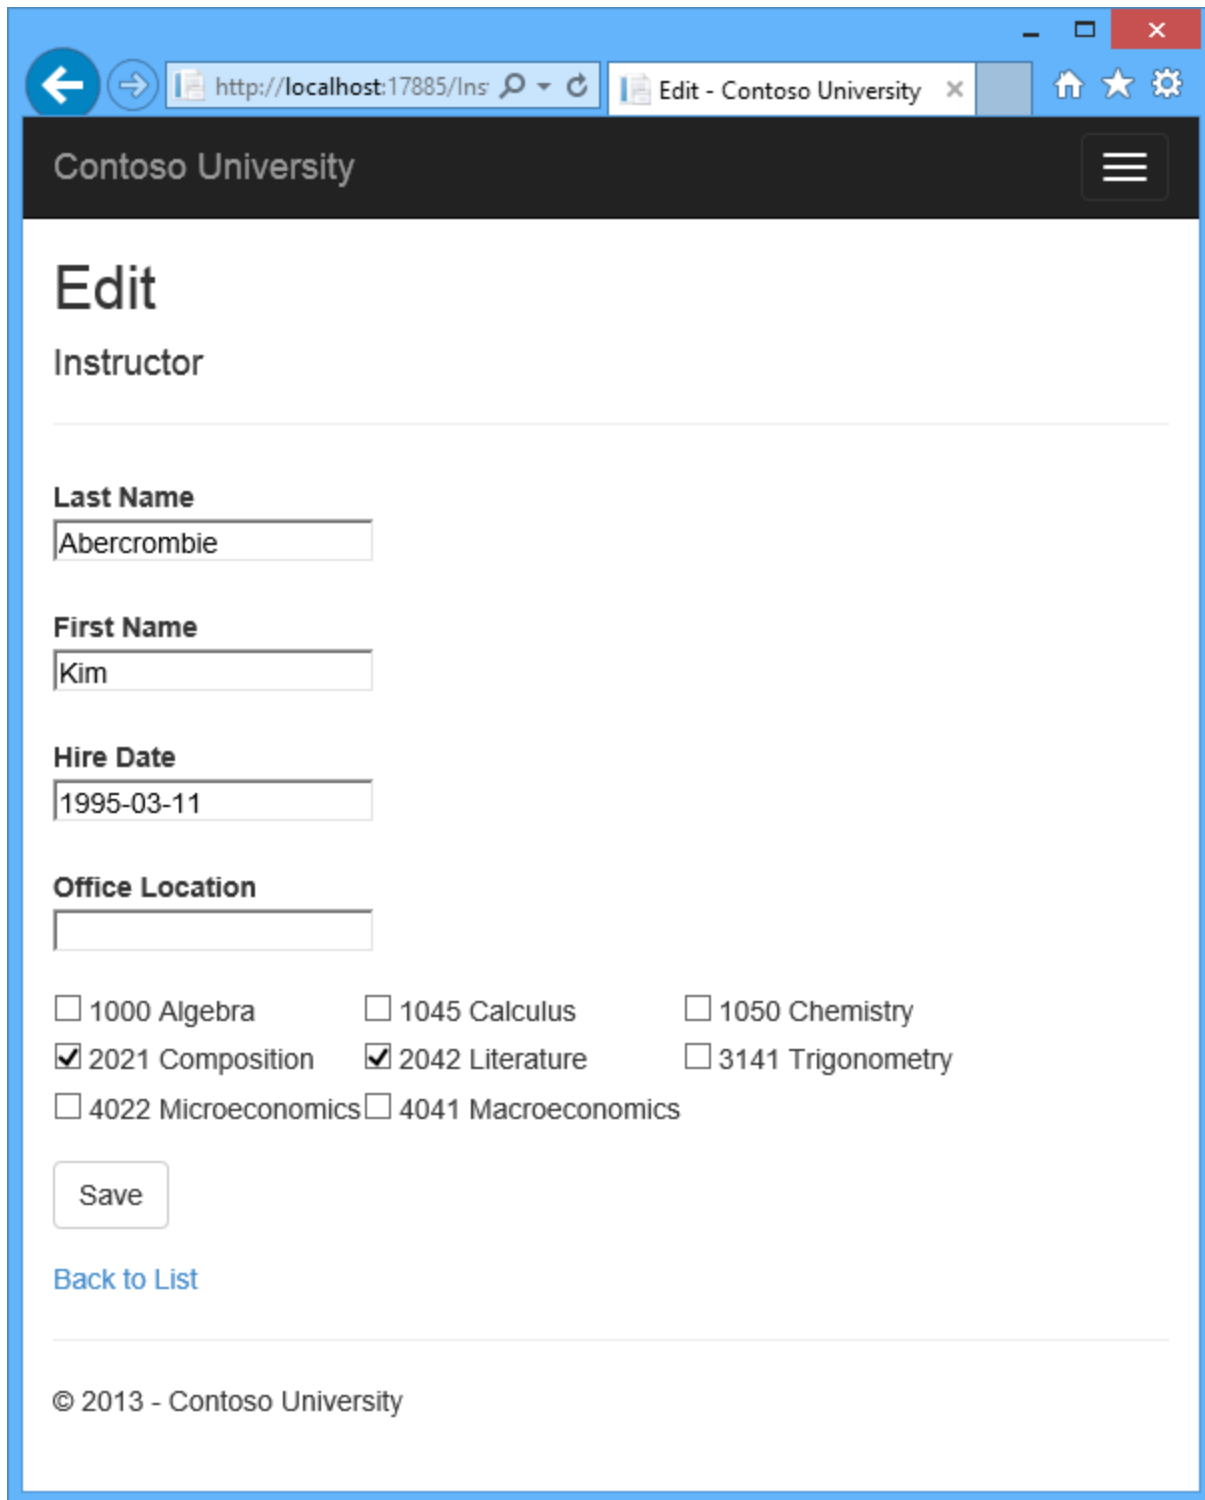 http://localhost:17885/Ins
Edit - Contoso University
Contoso University
Edit
Instructor
Last Name
Abercrombie
First Name
Kim
Hire Date
1995-03-11
Office Location
1000 Algebra 1045 Calculus 1050 Chemistry
2021 Composition 2042 Literature 3141 Trigonometry
4022 Microeconomics 4041 Macroeconomics
Save
Back to List
© 2013 - Contoso University